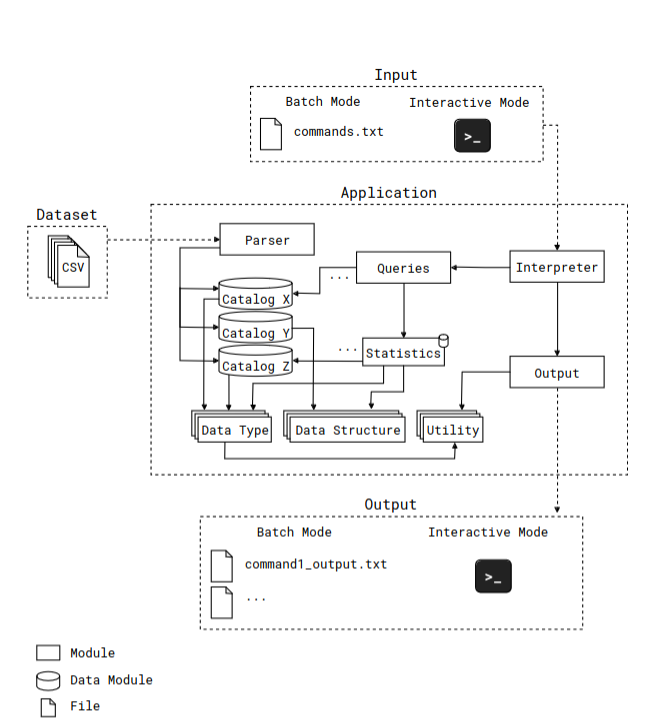 Input
Batch Mode
Interactive Mode
commands.txt
>_
Application
Dataset
CSV
Parser
Queries
Interpreter
...
Catalog X
Catalog Y
Catalog Z
...
Statistics
Output
Data Type
Data Structure
Utility
Output
Batch Mode
Interactive Mode
command1_output.txt
>_
...
Module
Data Module
File